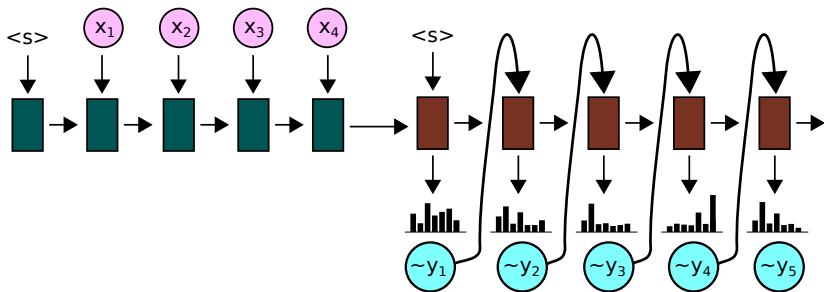 <s> x₁ x₂ x₃ x₄ <s>
~y₁ ~y₂ ~y₃ ~y₄ ~y₅